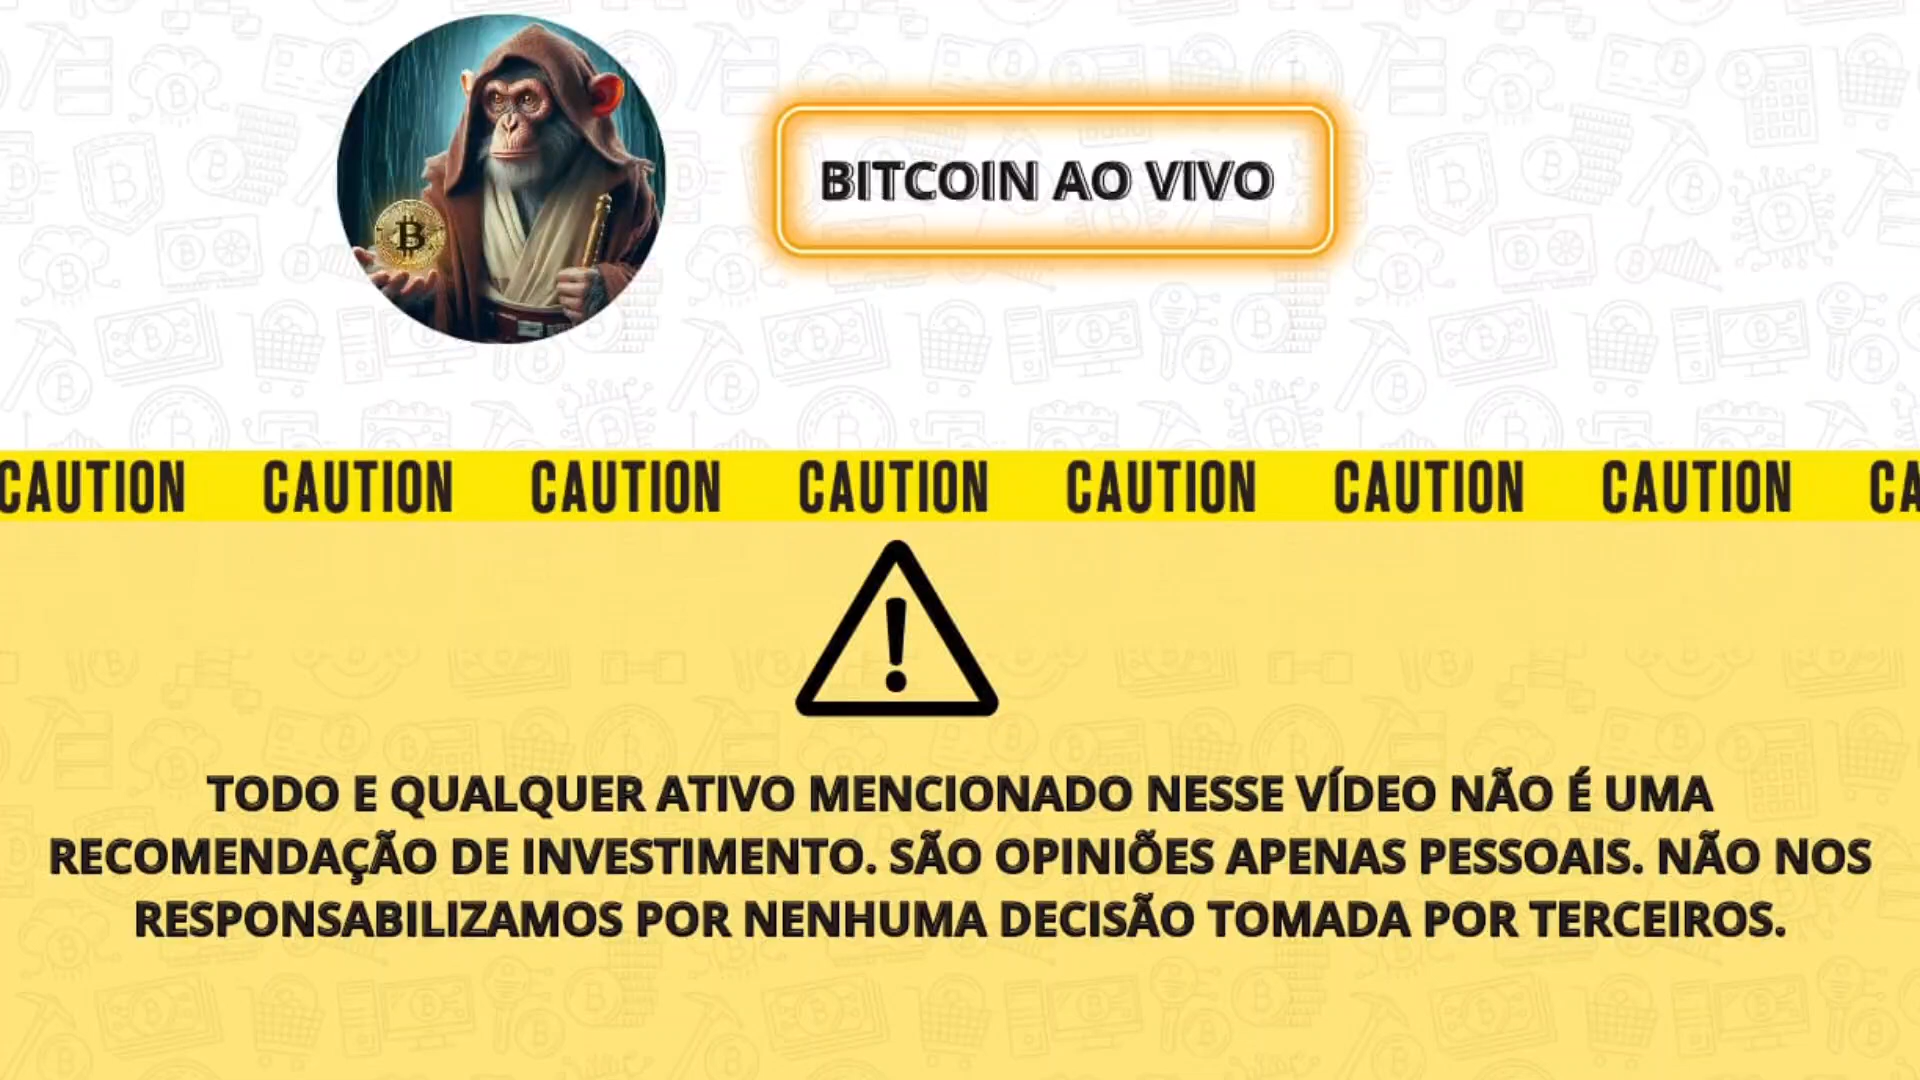 BITCOIN AO VIVO
CAUTION CAUTION CAUTION CAUTION CAUTION CAUTION CAUTION CA
TODO E QUALQUER ATIVO MENCIONADO NESSE VÍDEO NÃO É UMA
RECOMENDAÇÃO DE INVESTIMENTO. SÃO OPINIÕES APENAS PESSOAIS. NÃO NOS
RESPONSABILIZAMOS POR NENHUMA DECISÃO TOMADA POR TERCEIROS.